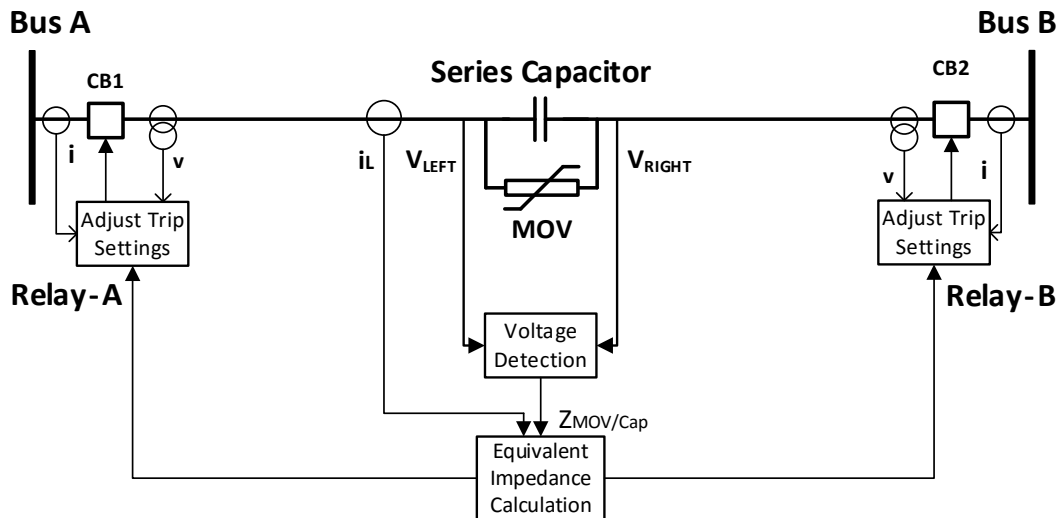 Bus A
Bus B
CB1
Series Capacitor
CB2
i
v
iL
VLEFT
VRIGHT
v
i
MOV
Adjust Trip
Settings
Adjust Trip
Settings
Relay-A
Relay-B
Voltage
Detection
ZMOV/Cap
Equivalent
Impedance
Calculation